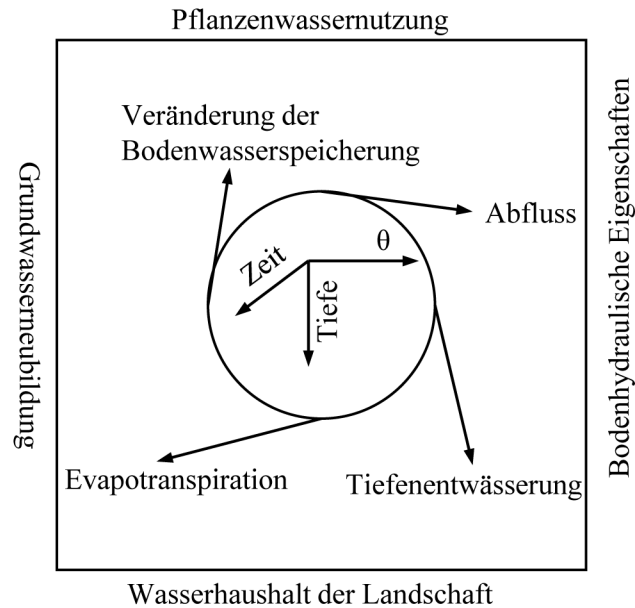 Pflanzenwassernutzung
Veränderung der
Bodenwasserspeicherung
Abfluss
θ
Zeit
Tiefe
Grundwasserneubildung
Bodenhydraulische Eigenschaften
Evapotranspiration
Tiefenentwässerung
Wasserhaushalt der Landschaft